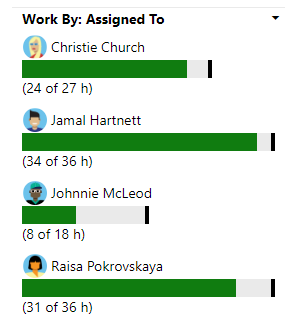 Work By: Assigned To
Christie Church
(24 of 27 h)
Jamal Hartnett
(34 of 36 h)
Johnnie McLeod
(8 of 18 h)
Raisa Pokrovskaya
(31 of 36 h)